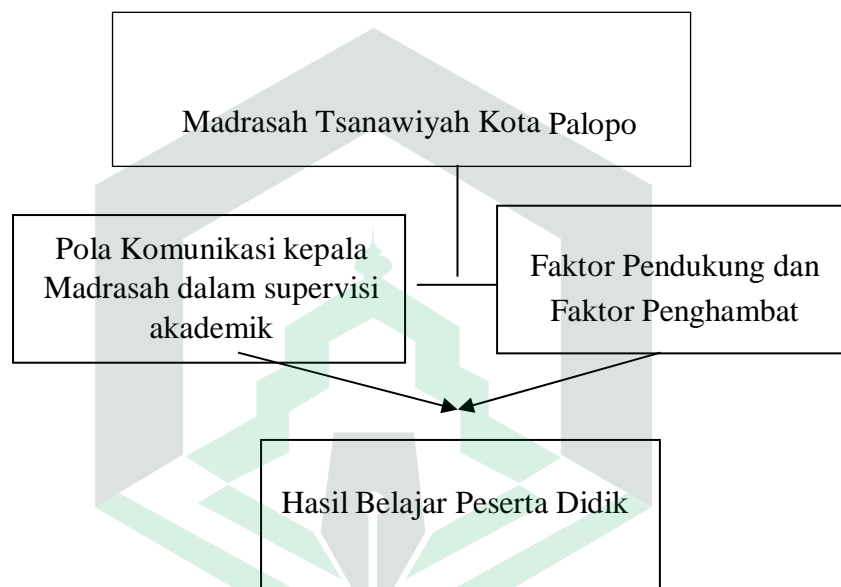 Madrasah Tsanawiyah Kota Palopo
Pola Komunikasi kepala
Madrasah dalam supervisi
akademik
Faktor Pendukung dan
Faktor Penghambat
Hasil Belajar Peserta Didik